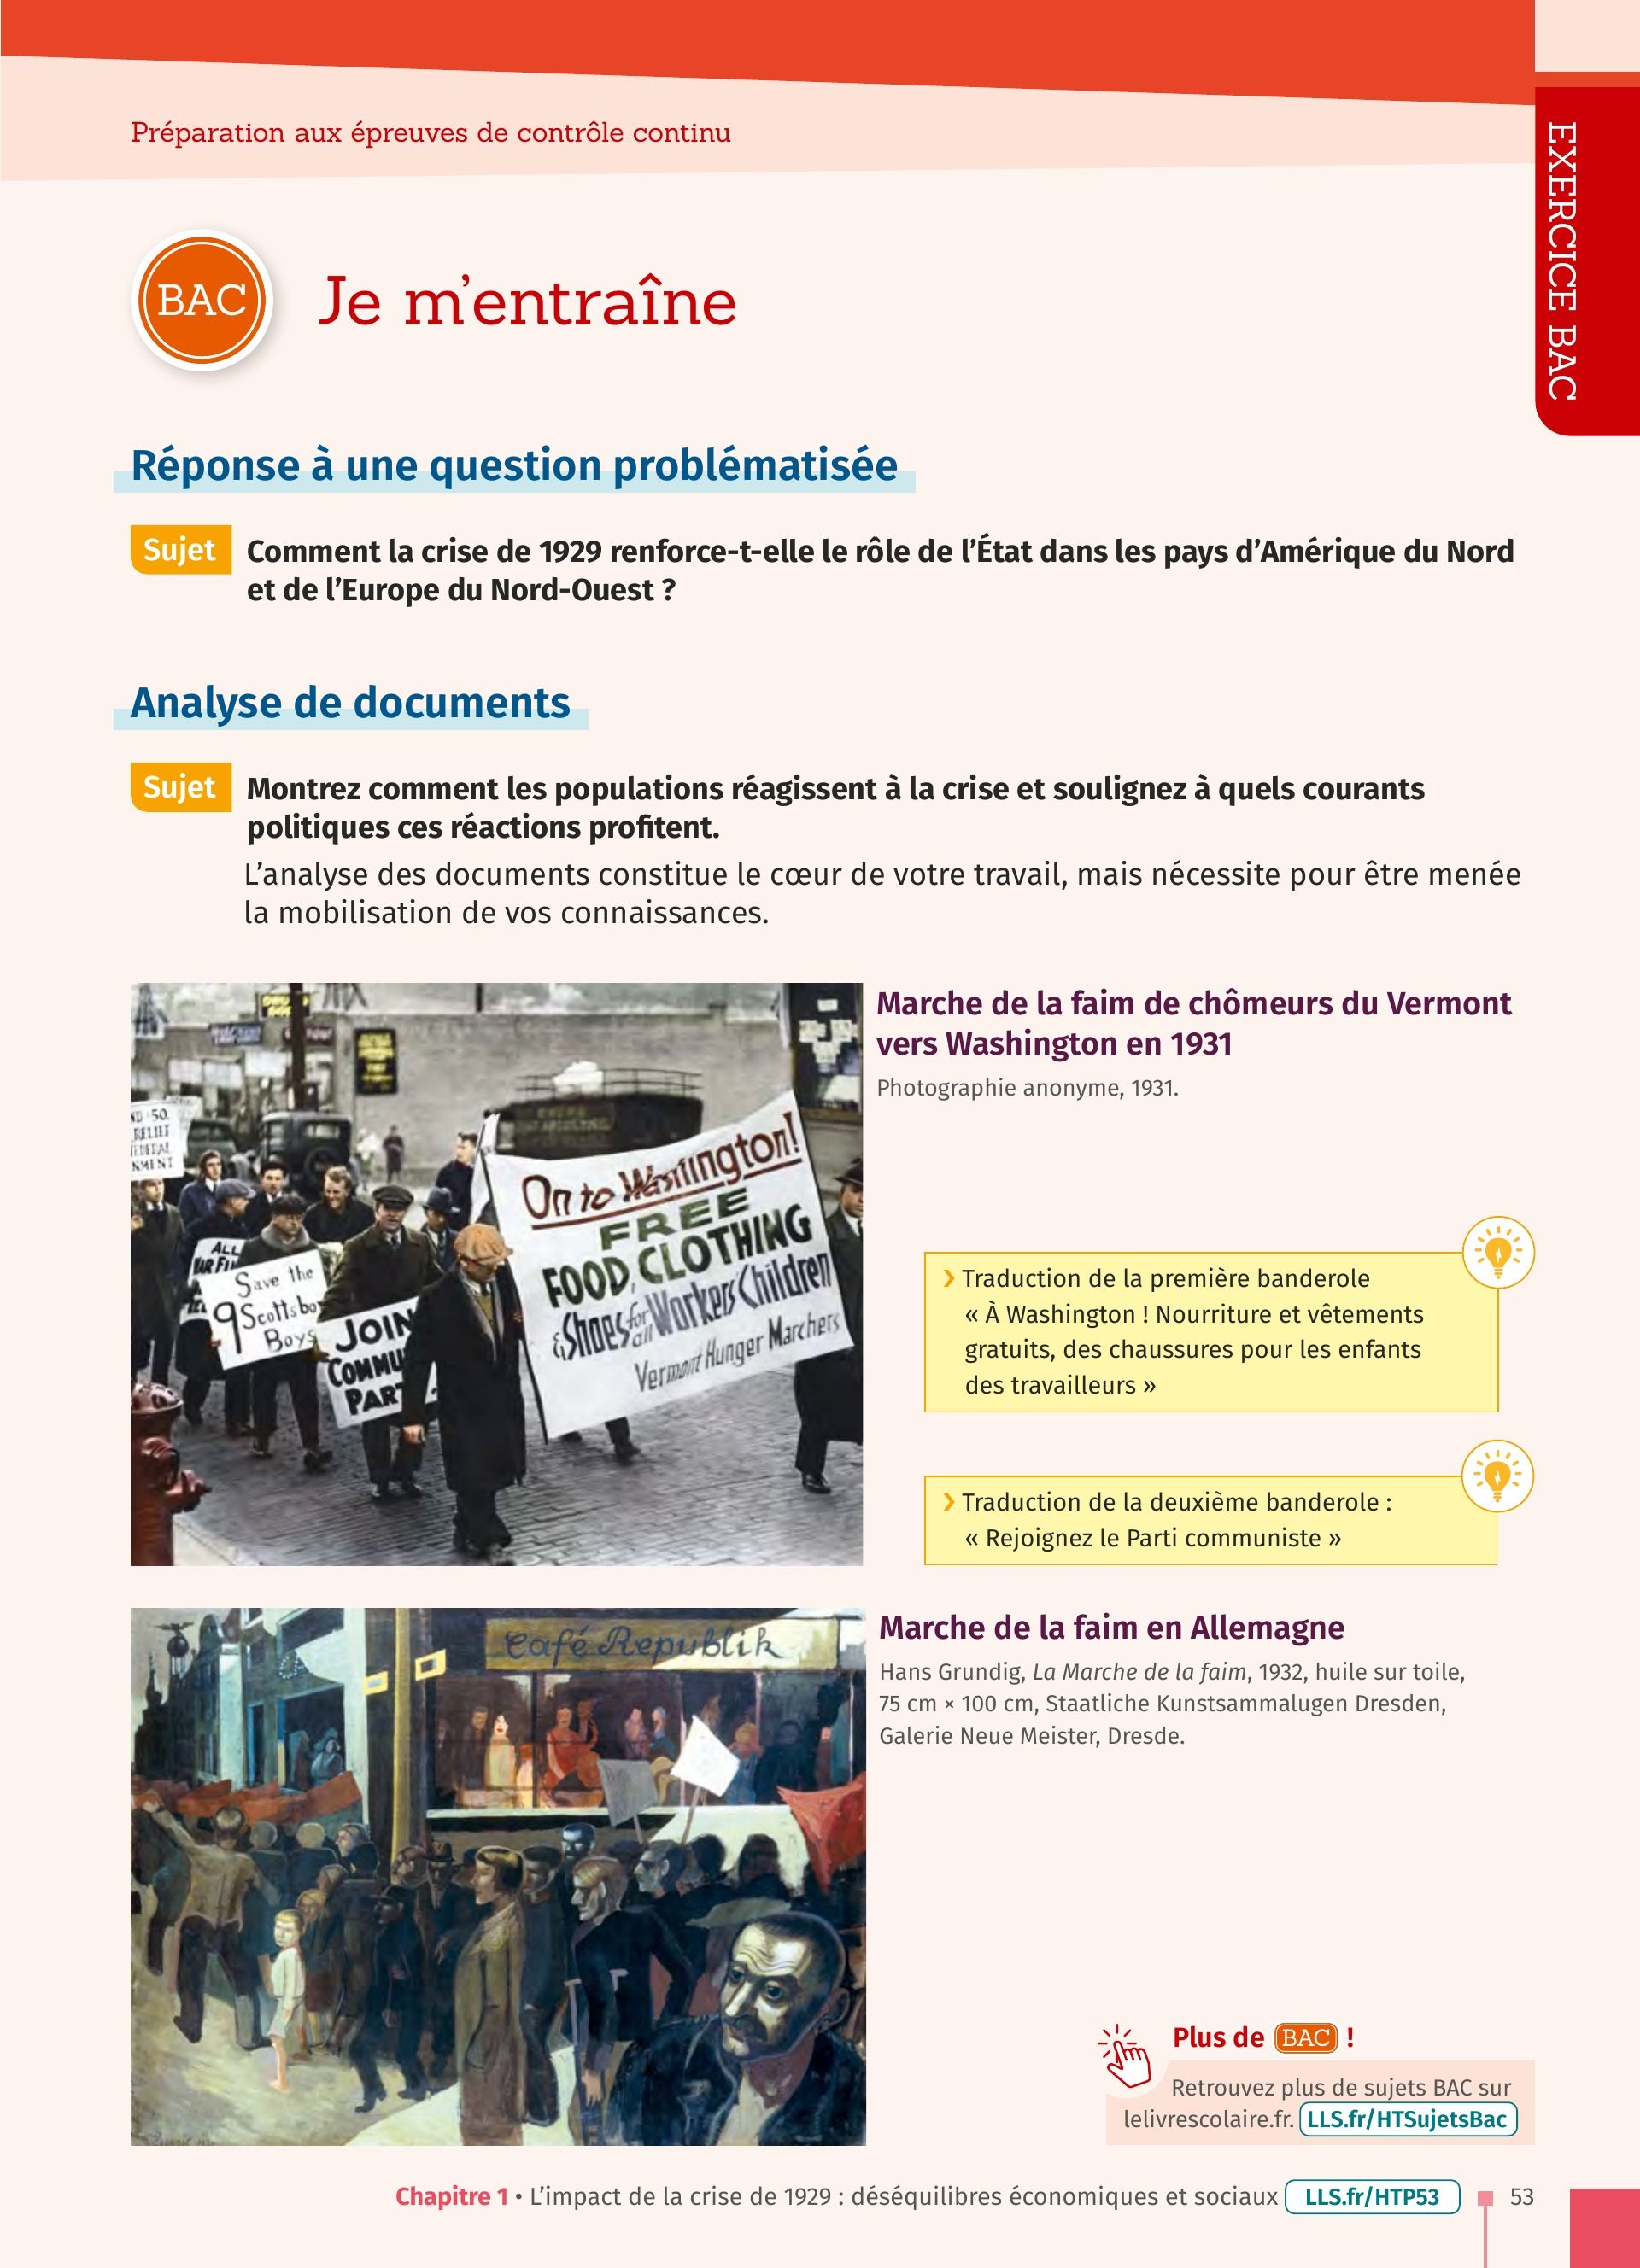 Préparation aux épreuves de contrôle continu
EXERCICE BAC
BAC
Je m'entraîne
Réponse à une question problématisée
Sujet
Comment la crise de 1929 renforce-t-elle le rôle de l'État dans les pays d'Amérique du Nord
et de l'Europe du Nord-Ouest ?
Analyse de documents
Sujet
Montrez comment les populations réagissent à la crise et soulignez à quels courants
politiques ces réactions profitent.
L'analyse des documents constitue le cœur de votre travail, mais nécessite pour être menée
la mobilisation de vos connaissances.
50.
RELIEF
NMENT
ALL
Save the
9 Scottsbo
Boys
JOIN
COMMU
PART
On to Washington!
FREE
FOOD, CLOTHING
& Shoes for all Workers Children
Vermont Hunger Marchers
Marche de la faim de chômeurs du Vermont
vers Washington en 1931
Photographie anonyme, 1931.
› Traduction de la première banderole
« À Washington ! Nourriture et vêtements
gratuits, des chaussures pour les enfants
des travailleurs »
› Traduction de la deuxième banderole :
« Rejoignez le Parti communiste »
Café Republik
Marche de la faim en Allemagne
Hans Grundig, La Marche de la faim, 1932, huile sur toile,
75 cm × 100 cm, Staatliche Kunstsammalugen Dresden,
Galerie Neue Meister, Dresde.
Plus de BAC !
Retrouvez plus de sujets BAC sur
lelivrescolaire.fr. LLS.fr/HTSujetsBac
Chapitre 1 • L'impact de la crise de 1929 : déséquilibres économiques et sociaux LLS.fr/HTP53 53